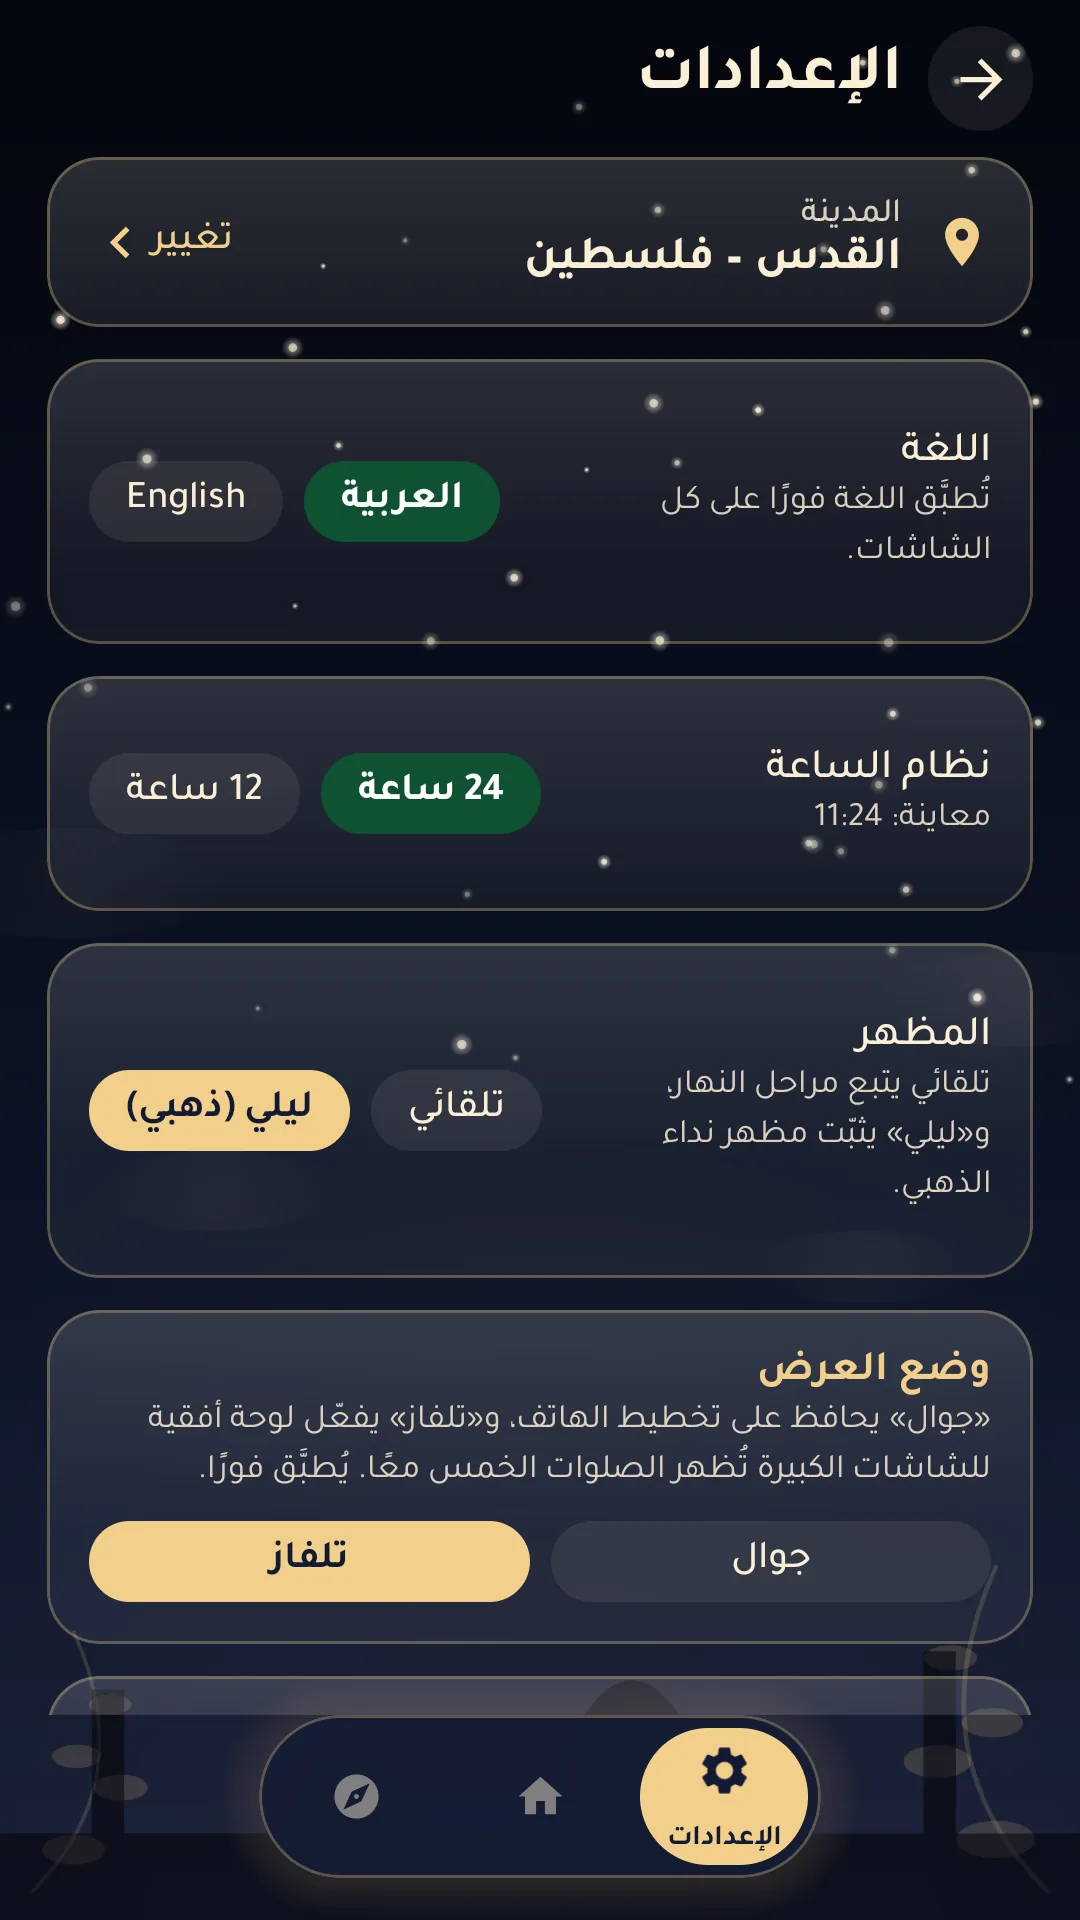 الإعدادات
المدينة
القدس - فلسطين
تغيير
اللغة
تُطبَّق اللغة فورًا على كل
الشاشات.
العربية
English
نظام الساعة
معاينة: 11:24
24 ساعة
12 ساعة
المظهر
تلقائي يتبع مراحل النهار،
و«ليلي» يثبّت مظهر نداء
الذهبي.
تلقائي
ليلي (ذهبي)
وضع العرض
«جوال» يحافظ على تخطيط الهاتف، و«تلفاز» يفعّل لوحة أفقية
للشاشات الكبيرة تُظهر الصلوات الخمس معًا. يُطبَّق فورًا.
جوال
تلفاز
الإعدادات